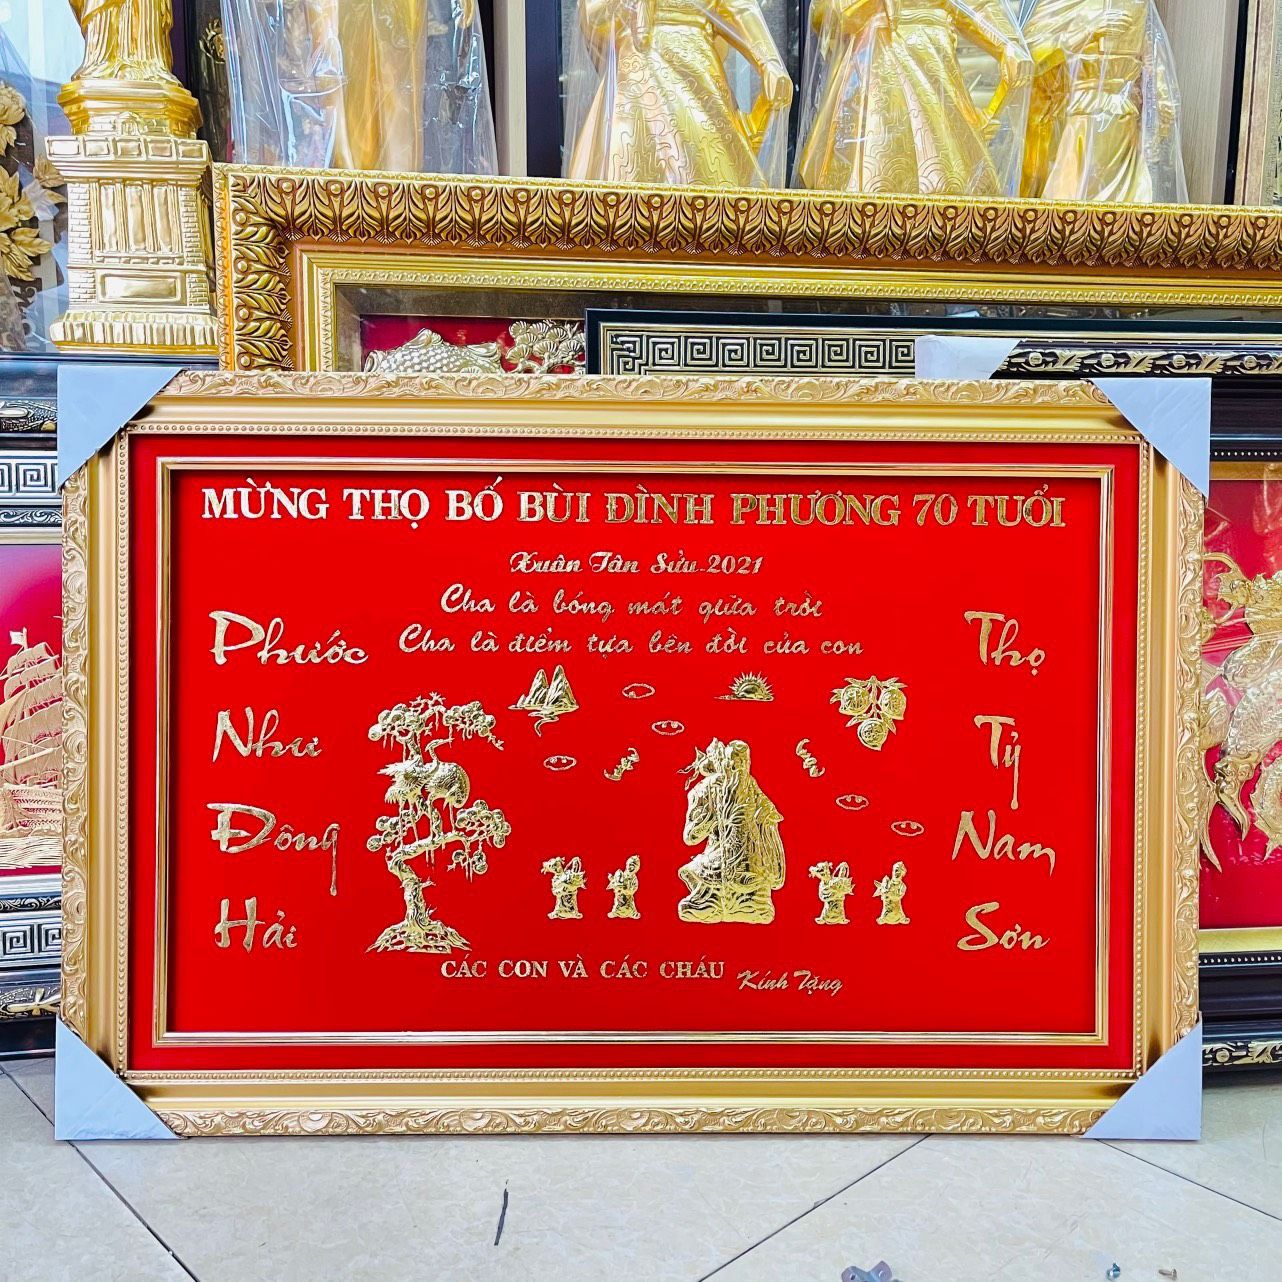 MỪNG THỌ BỐ BÙI ĐÌNH PHƯƠNG 70 TUỔI
Xuân Tân Sửu-2021
Cha là bóng mát giữa trời
Cha là điểm tựa bên đời của con
Phước
Như
Đông
Hải
Thọ
Tỷ
Nam
Sơn
CÁC CON VÀ CÁC CHÁU Kính Tặng